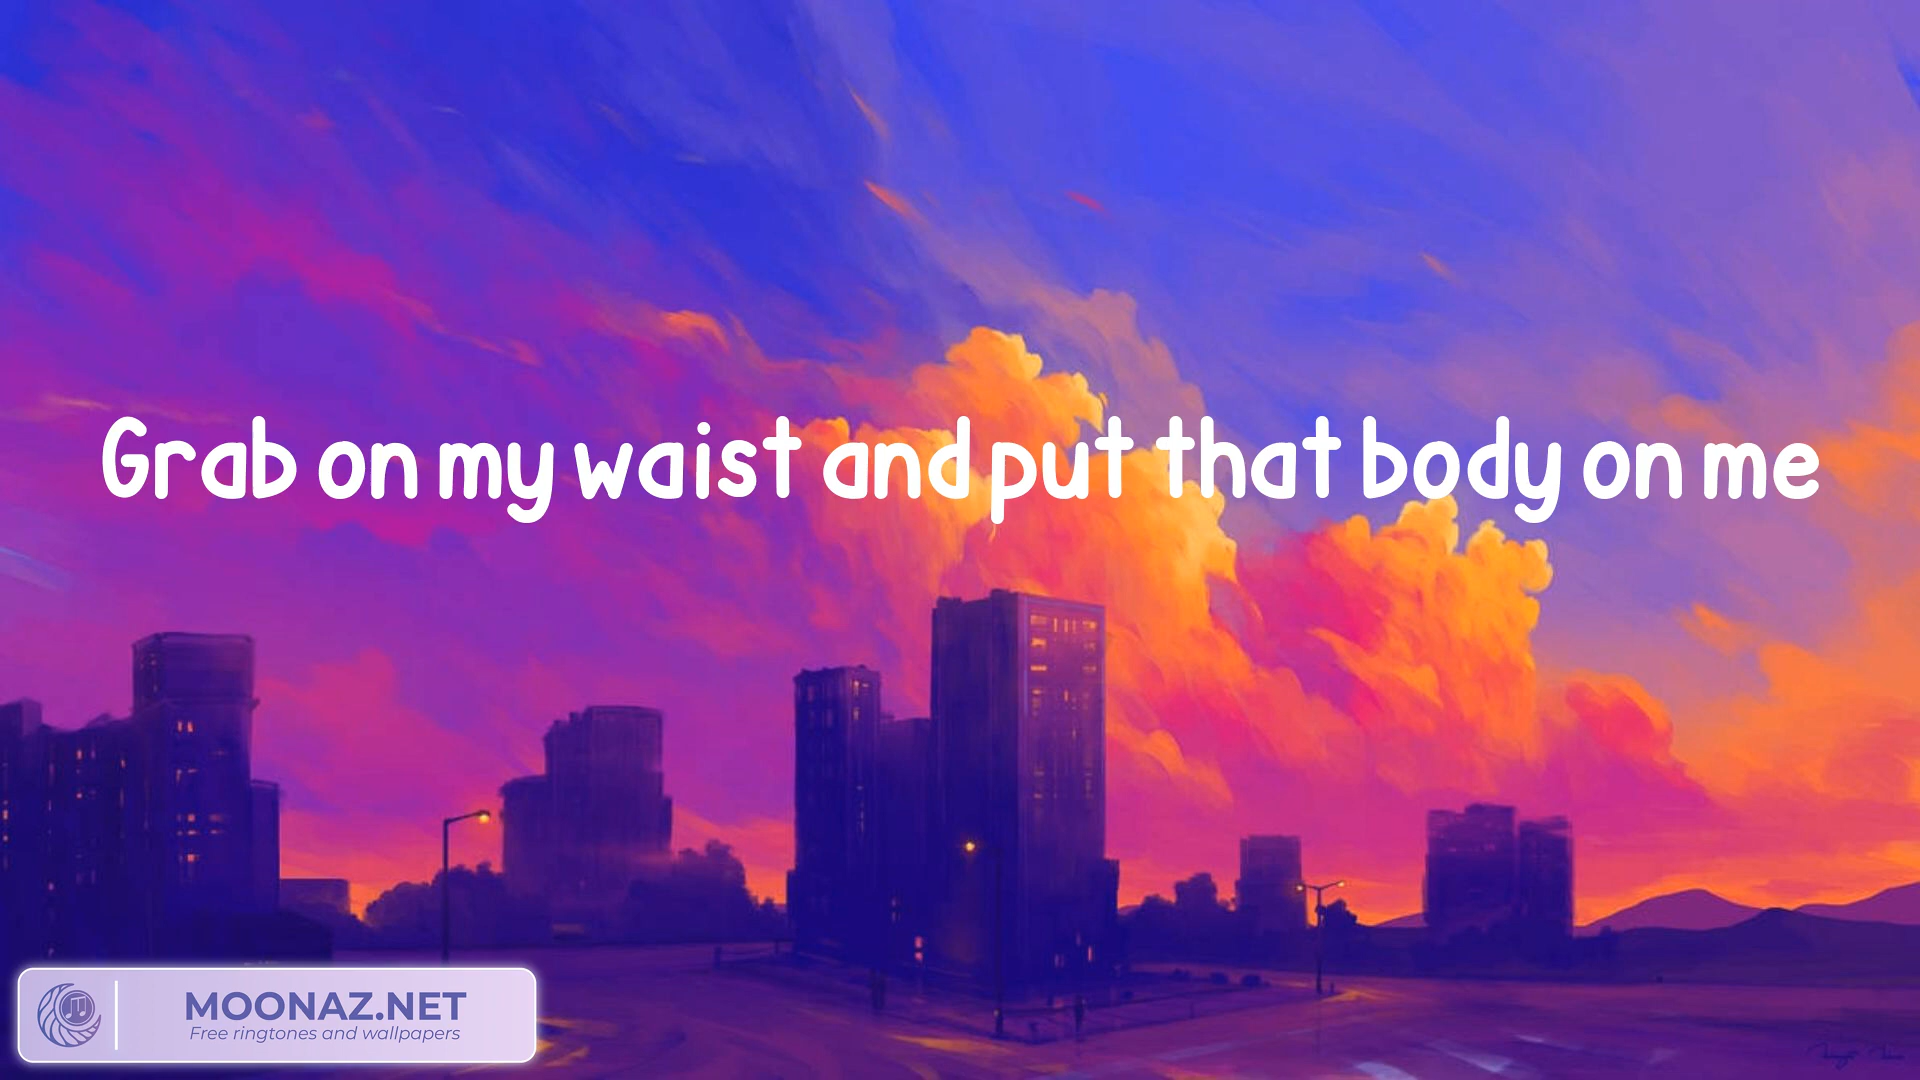 Grab on my waist and put that body on me
MOONAZ.NET
Free ringtones and wallpapers